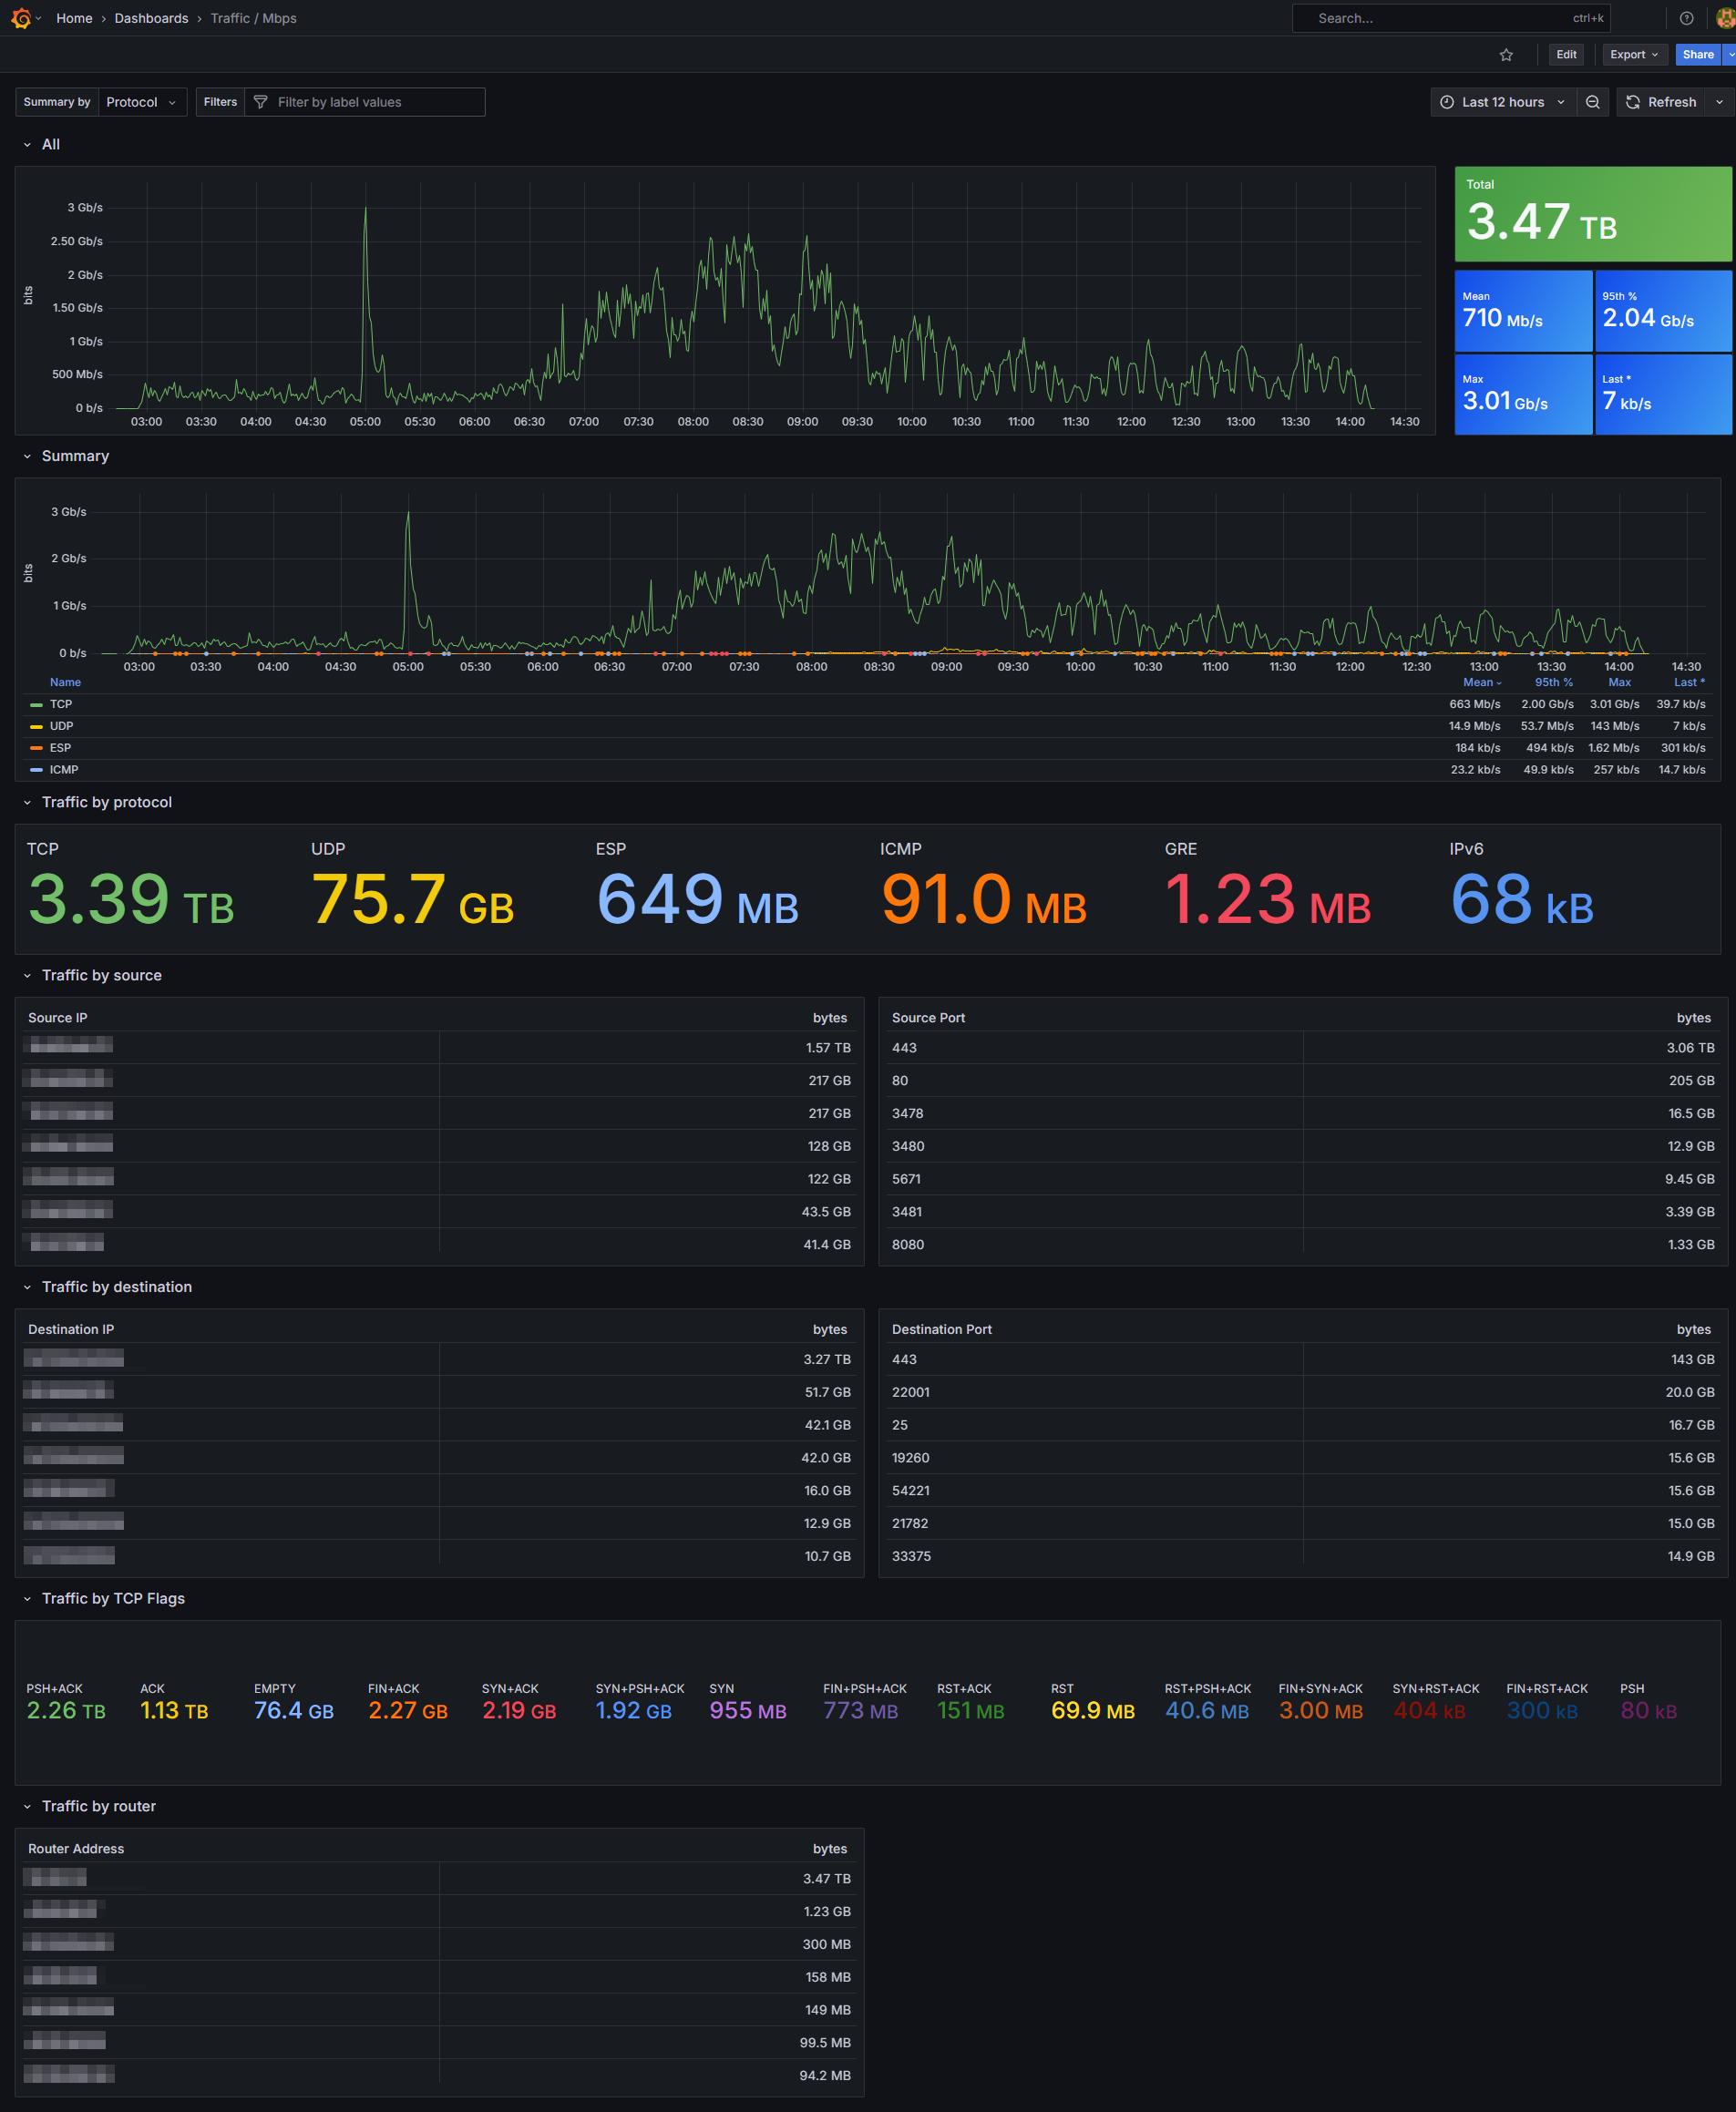 Home › Dashboards › Traffic / Mbps
Search... ctrl+k
Edit Export Share
Summary by Protocol Filters Filter by label values Last 12 hours Refresh
All
bits
3 Gb/s
2.50 Gb/s
2 Gb/s
1.50 Gb/s
1 Gb/s
500 Mb/s
0 b/s
03:00 03:30 04:00 04:30 05:00 05:30 06:00 06:30 07:00 07:30 08:00 08:30 09:00 09:30 10:00 10:30 11:00 11:30 12:00 12:30 13:00 13:30 14:00 14:30
Total
3.47 TB
Mean
710 Mb/s
95th %
2.04 Gb/s
Max
3.01 Gb/s
Last *
7 kb/s
Summary
bits
3 Gb/s
2 Gb/s
1 Gb/s
0 b/s
03:00 03:30 04:00 04:30 05:00 05:30 06:00 06:30 07:00 07:30 08:00 08:30 09:00 09:30 10:00 10:30 11:00 11:30 12:00 12:30 13:00 13:30 14:00 14:30
Name Mean 95th % Max Last *
TCP 663 Mb/s 2.00 Gb/s 3.01 Gb/s 39.7 kb/s
UDP 14.9 Mb/s 53.7 Mb/s 143 Mb/s 7 kb/s
ESP 184 kb/s 494 kb/s 1.62 Mb/s 301 kb/s
ICMP 23.2 kb/s 49.9 kb/s 257 kb/s 14.7 kb/s
Traffic by protocol
TCP UDP ESP ICMP GRE IPv6
3.39 TB 75.7 GB 649 MB 91.0 MB 1.23 MB 68 kB
Traffic by source
Source IP bytes
1.57 TB
217 GB
217 GB
128 GB
122 GB
43.5 GB
41.4 GB
Source Port bytes
443 3.06 TB
80 205 GB
3478 16.5 GB
3480 12.9 GB
5671 9.45 GB
3481 3.39 GB
8080 1.33 GB
Traffic by destination
Destination IP bytes
3.27 TB
51.7 GB
42.1 GB
42.0 GB
16.0 GB
12.9 GB
10.7 GB
Destination Port bytes
443 143 GB
22001 20.0 GB
25 16.7 GB
19260 15.6 GB
54221 15.6 GB
21782 15.0 GB
33375 14.9 GB
Traffic by TCP Flags
PSH+ACK ACK EMPTY FIN+ACK SYN+ACK SYN+PSH+ACK SYN FIN+PSH+ACK RST+ACK RST RST+PSH+ACK FIN+SYN+ACK SYN+RST+ACK FIN+RST+ACK PSH
2.26 TB 1.13 TB 76.4 GB 2.27 GB 2.19 GB 1.92 GB 955 MB 773 MB 151 MB 69.9 MB 40.6 MB 3.00 MB 404 kB 300 kB 80 kB
Traffic by router
Router Address bytes
3.47 TB
1.23 GB
300 MB
158 MB
149 MB
99.5 MB
94.2 MB